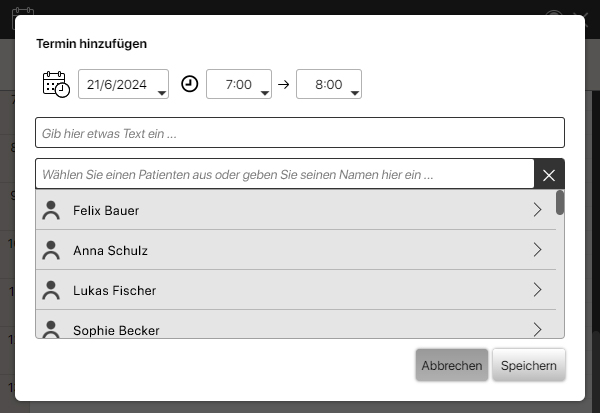 Termin hinzufügen
21/6/2024 7:00 → 8:00
Gib hier etwas Text ein ...
Wählen Sie einen Patienten aus oder geben Sie seinen Namen hier ein ...
Felix Bauer
Anna Schulz
Lukas Fischer
Sophie Becker
Abbrechen Speichern